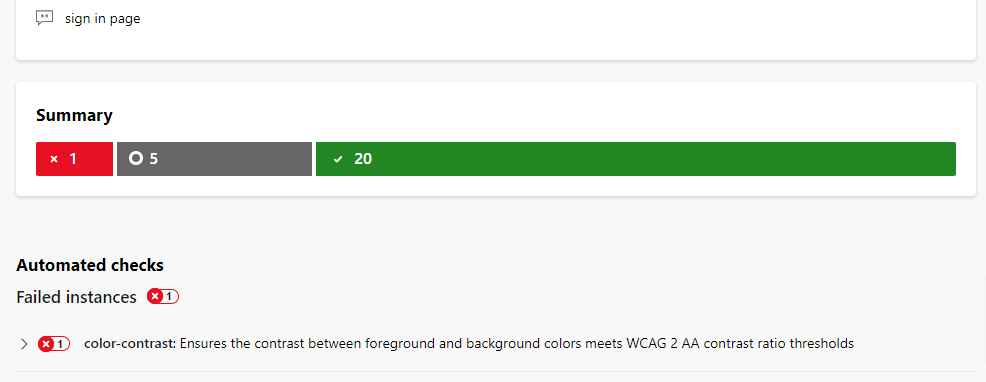 sign in page
Summary
1 5 20
Automated checks
Failed instances 1
1 color-contrast: Ensures the contrast between foreground and background colors meets WCAG 2 AA contrast ratio thresholds